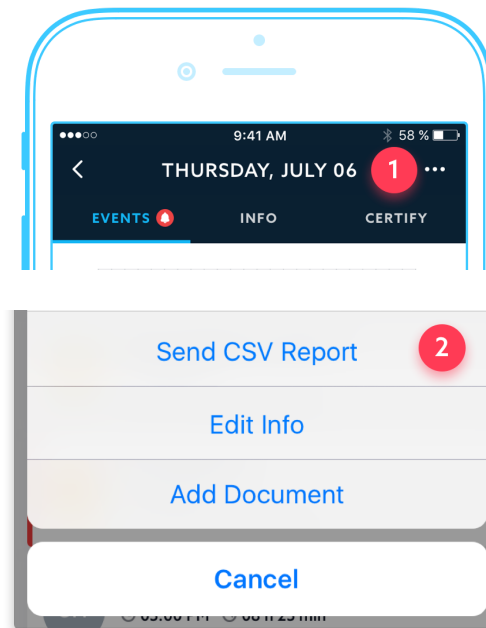 9:41 AM
58 %
THURSDAY, JULY 06
1
EVENTS
INFO
CERTIFY
Send CSV Report
2
Edit Info
Add Document
Cancel